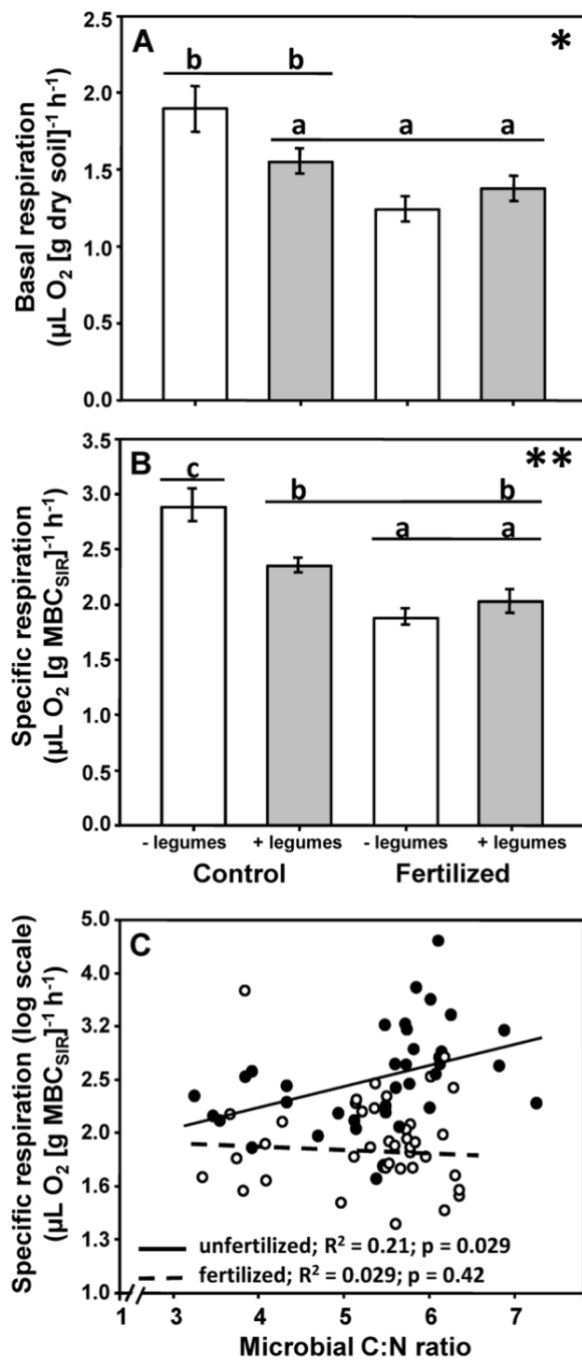 A
*
Basal respiration
(µL O₂ [g dry soil]⁻¹ h⁻¹)
2.5
2.0
1.5
1.0
0.5
0.0
b b
a a a
B
**
Specific respiration
(µL O₂ [g MBC_SIR]⁻¹ h⁻¹)
3.5
3.0
2.5
2.0
1.5
1.0
0.5
0.0
c
b b
a a
- legumes + legumes - legumes + legumes
Control Fertilized
C
Specific respiration (log scale)
(µL O₂ [g MBC_SIR]⁻¹ h⁻¹)
5.0
4.0
3.2
2.5
2.0
1.6
1.3
1.0
unfertilized; R² = 0.21; p = 0.029
fertilized; R² = 0.029; p = 0.42
1 3 4 5 6 7
Microbial C:N ratio